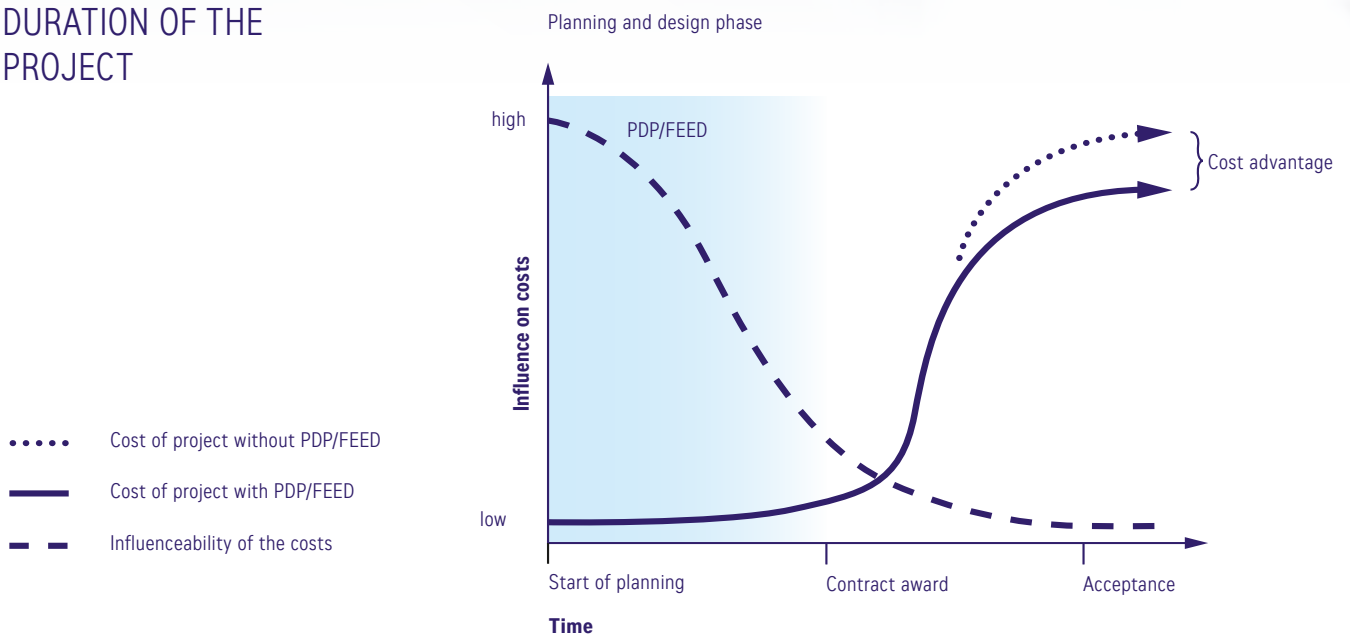 DURATION OF THE
PROJECT
Planning and design phase
high
PDP/FEED
Cost advantage
Influence on costs
Cost of project without PDP/FEED
Cost of project with PDP/FEED
low
Influenceability of the costs
Start of planning
Contract award
Acceptance
Time